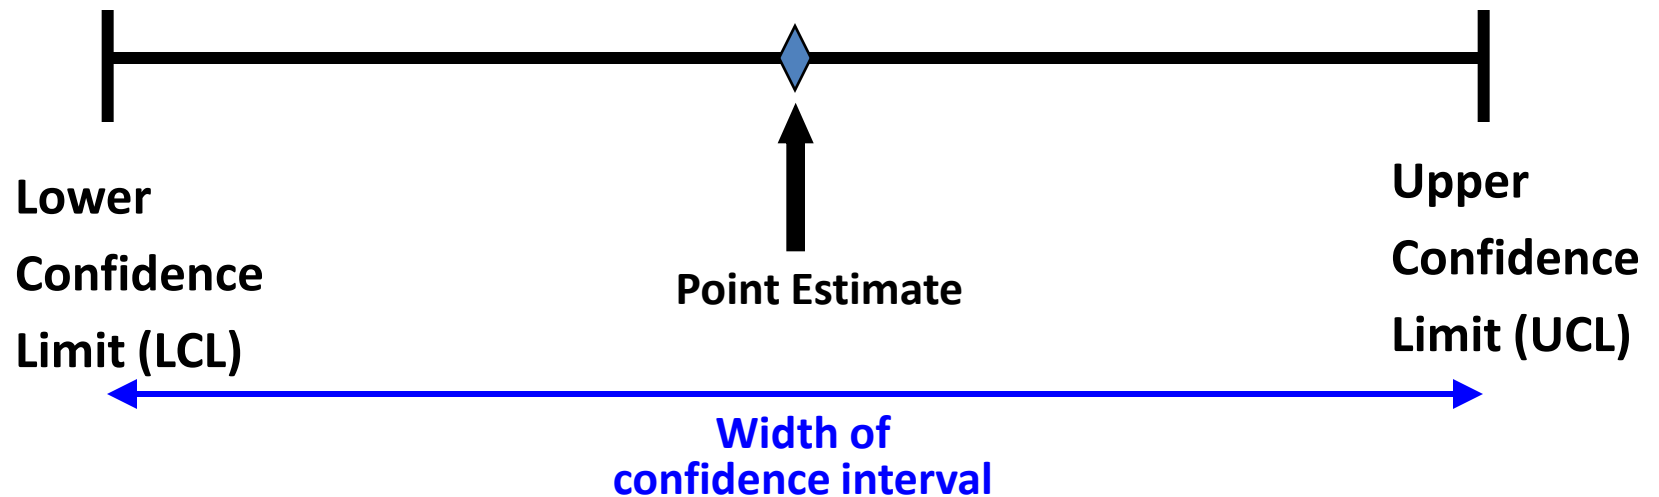 Lower
Confidence
Limit (LCL)
Point Estimate
Upper
Confidence
Limit (UCL)
Width of
confidence interval